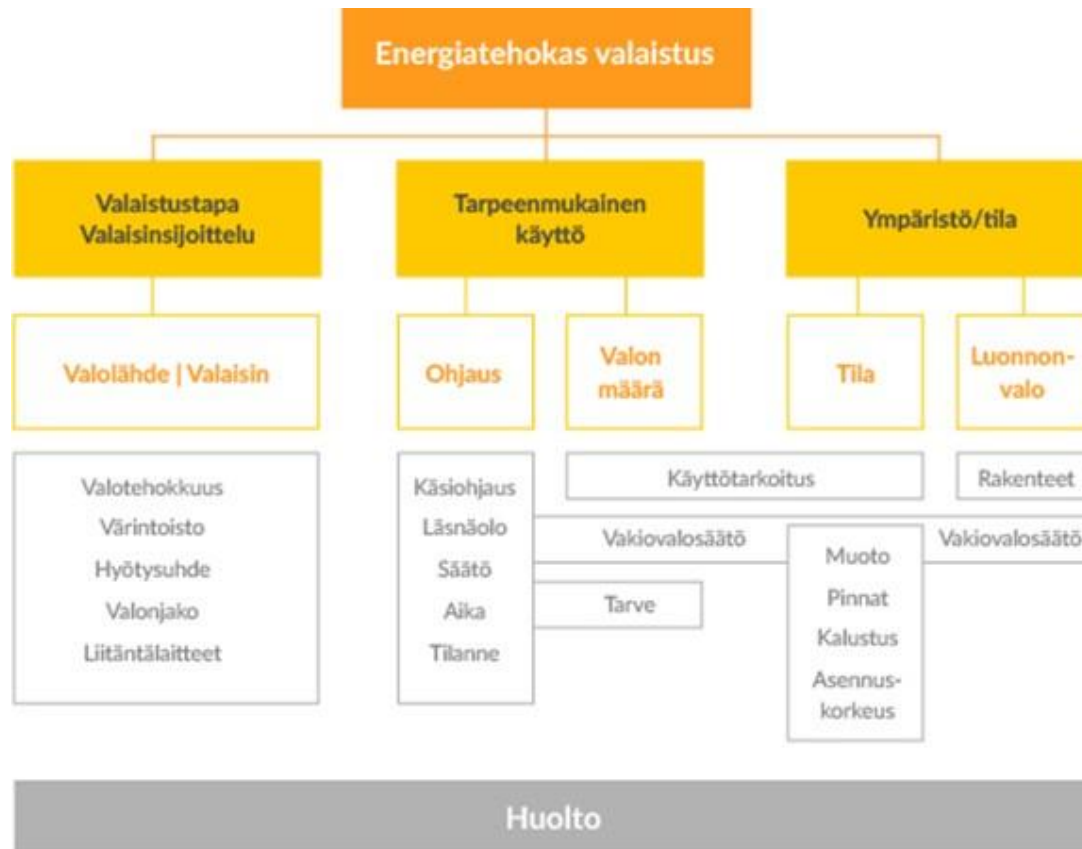 Energiatehokas valaistus
Valaistustapa
Valaisinsijoittelu
Tarpeenmukainen
käyttö
Ympäristö/tila
Valolähde | Valaisin
Ohjaus
Valon
määrä
Tila
Luonnon-
valo
Valotehokkuus
Värintoisto
Hyötysuhde
Valonjako
Liitäntälaitteet
Käsiohjaus
Läsnäolo
Säätö
Aika
Tilanne
Käyttötarkoitus
Rakenteet
Vakiovalosäätö
Vakiovalosäätö
Tarve
Muoto
Pinnat
Kalustus
Asennus-
korkeus
Huolto